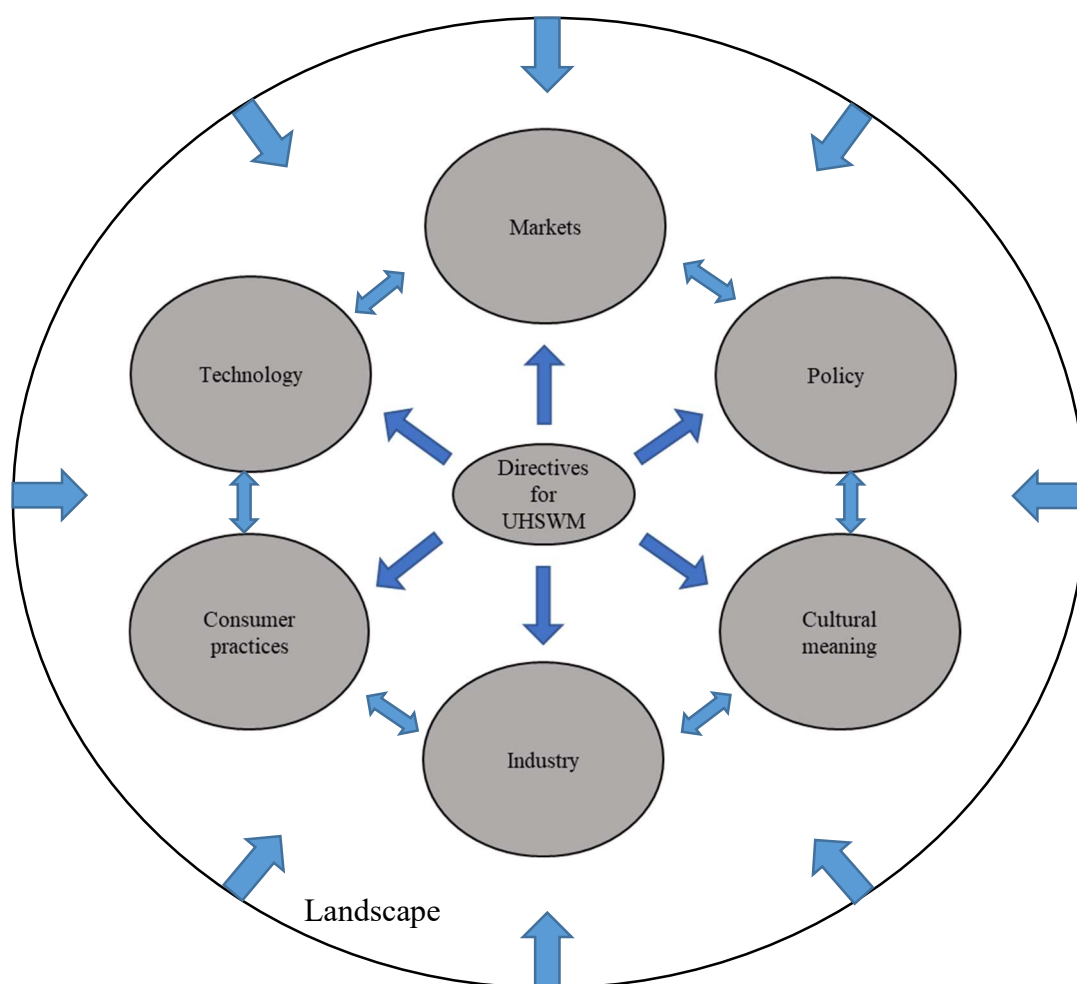 Markets
Technology
Policy
Directives
for
UHSWM
Consumer
practices
Cultural
meaning
Industry
Landscape